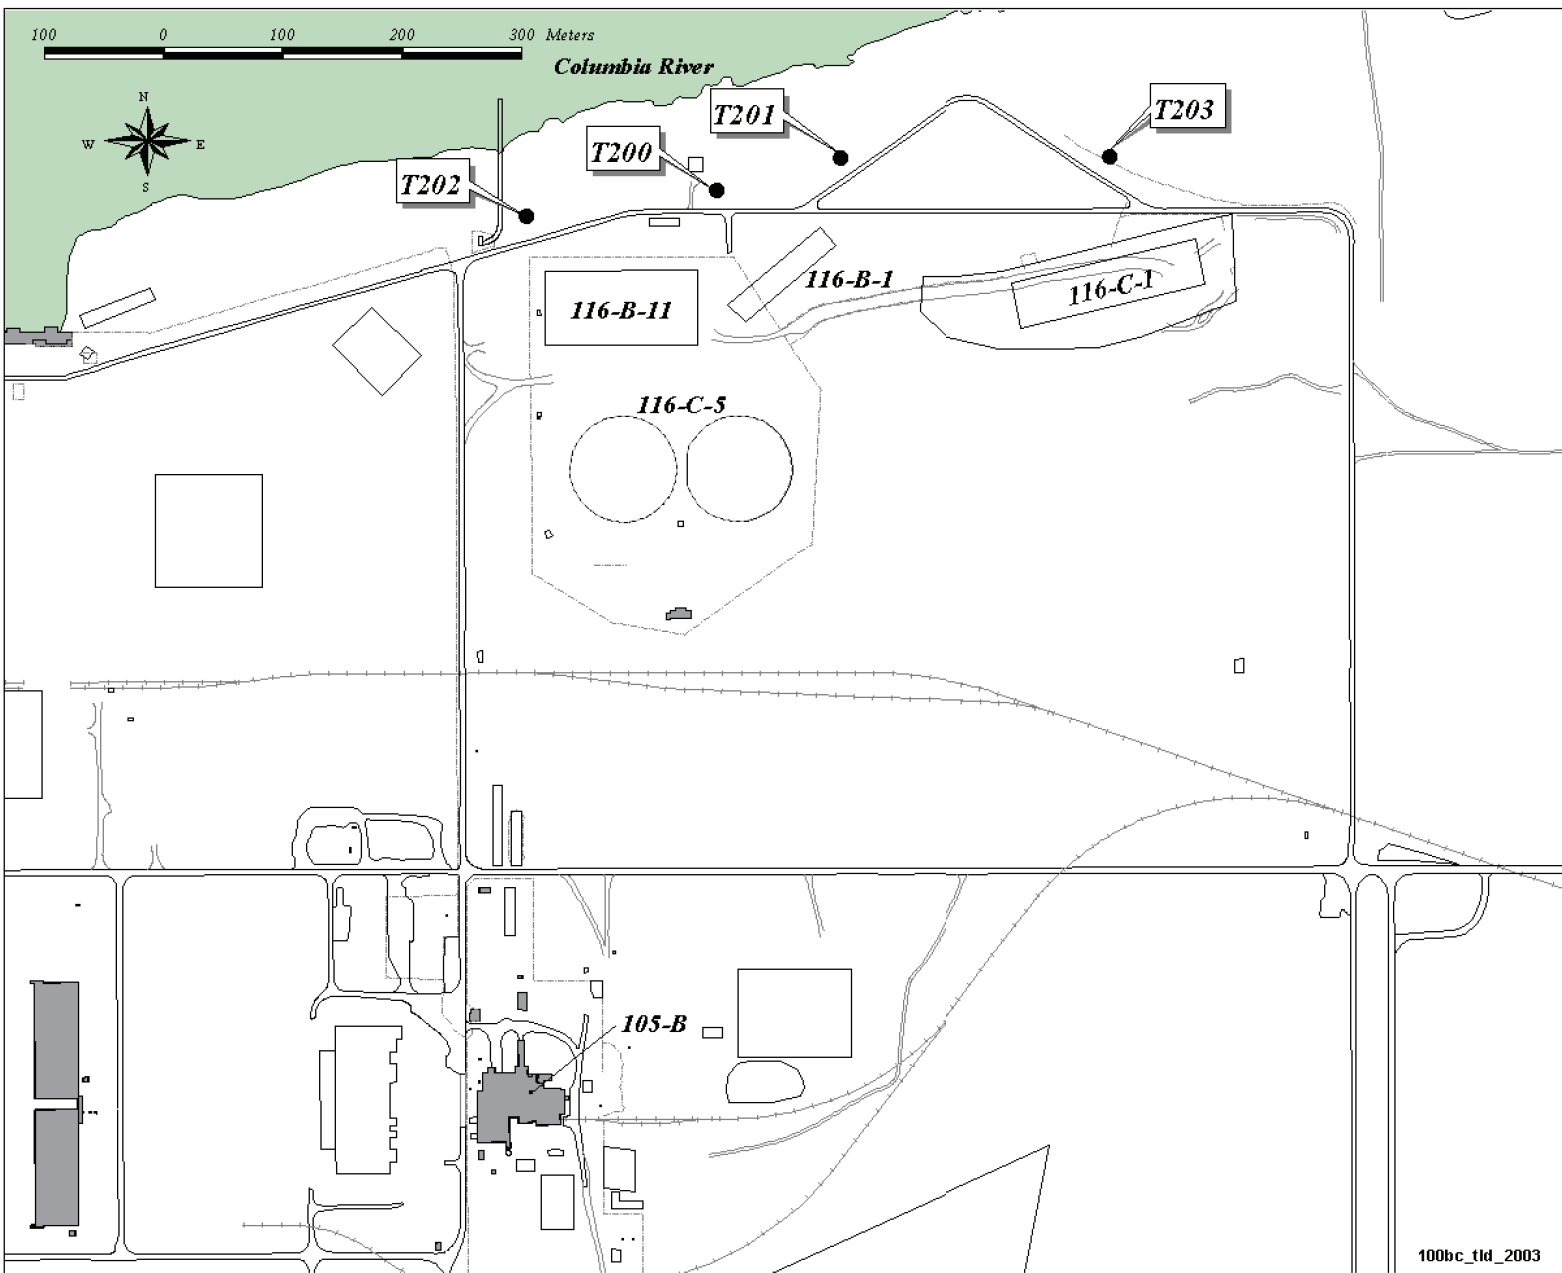 100 0 100 200 300 Meters
Columbia River
N
W E
S
T201
T203
T200
T202
116-B-1
116-C-1
116-B-11
116-C-5
105-B
100bc_tld_2003